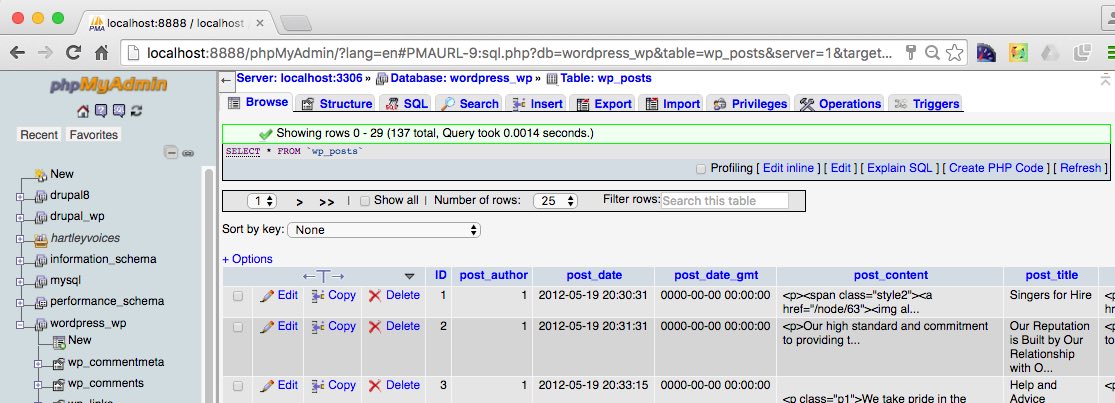 localhost:8888 / localhost
localhost:8888/phpMyAdmin/?lang=en#PMAURL-9:sql.php?db=wordpress_wp&table=wp_posts&server=1&target...
phpMyAdmin
Recent Favorites
New
drupal8
drupal_wp
hartleyvoices
information_schema
mysql
performance_schema
wordpress_wp
New
wp_commentmeta
wp_comments
wp_links
Server: localhost:3306 » Database: wordpress_wp » Table: wp_posts
Browse Structure SQL Search Insert Export Import Privileges Operations Triggers
Showing rows 0 - 29 (137 total, Query took 0.0014 seconds.)
SELECT * FROM `wp_posts`
Profiling [ Edit inline ] [ Edit ] [ Explain SQL ] [ Create PHP Code ] [ Refresh ]
1 > >> | Show all | Number of rows: 25 Filter rows: Search this table
Sort by key: None
+ Options
←T→ ID post_author post_date post_date_gmt post_content post_title
Edit Copy Delete 1 1 2012-05-19 20:30:31 0000-00-00 00:00:00 <p><span class="style2"><a Singers for Hire
href="/node/63"><img al...
Edit Copy Delete 2 1 2012-05-19 20:31:31 0000-00-00 00:00:00 <p>Our high standard and commitment Our Reputation
to providing t... is Built by Our
Relationship
with O...
Edit Copy Delete 3 1 2012-05-19 20:33:15 0000-00-00 00:00:00 Help and
<p class="p1">We take pride in the Advice